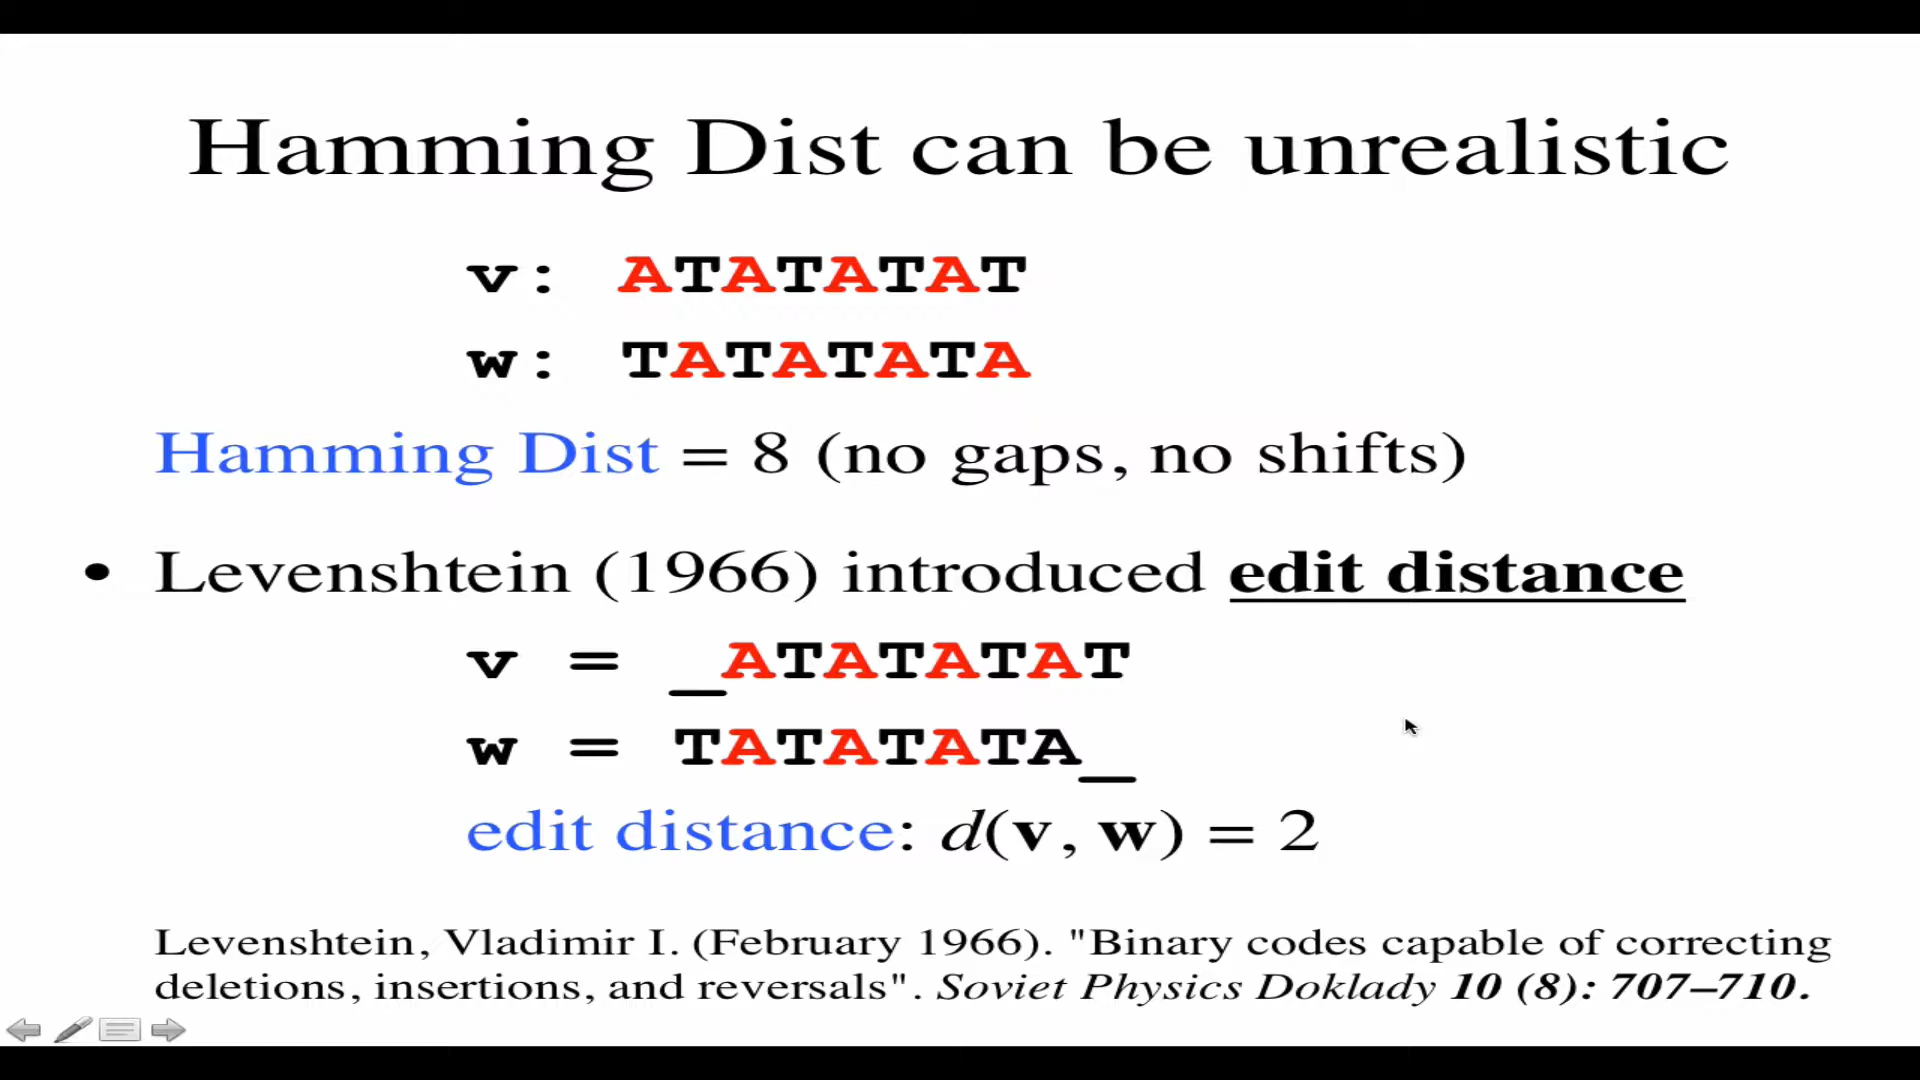 Hamming Dist can be unrealistic
v: ATATATAT
w: TATATATA
Hamming Dist = 8 (no gaps, no shifts)
• Levenshtein (1966) introduced edit distance
v = _ATATATAT
w = TATATATA_
edit distance: d(v, w) = 2
Levenshtein, Vladimir I. (February 1966). "Binary codes capable of correcting
deletions, insertions, and reversals". Soviet Physics Doklady 10 (8): 707–710.